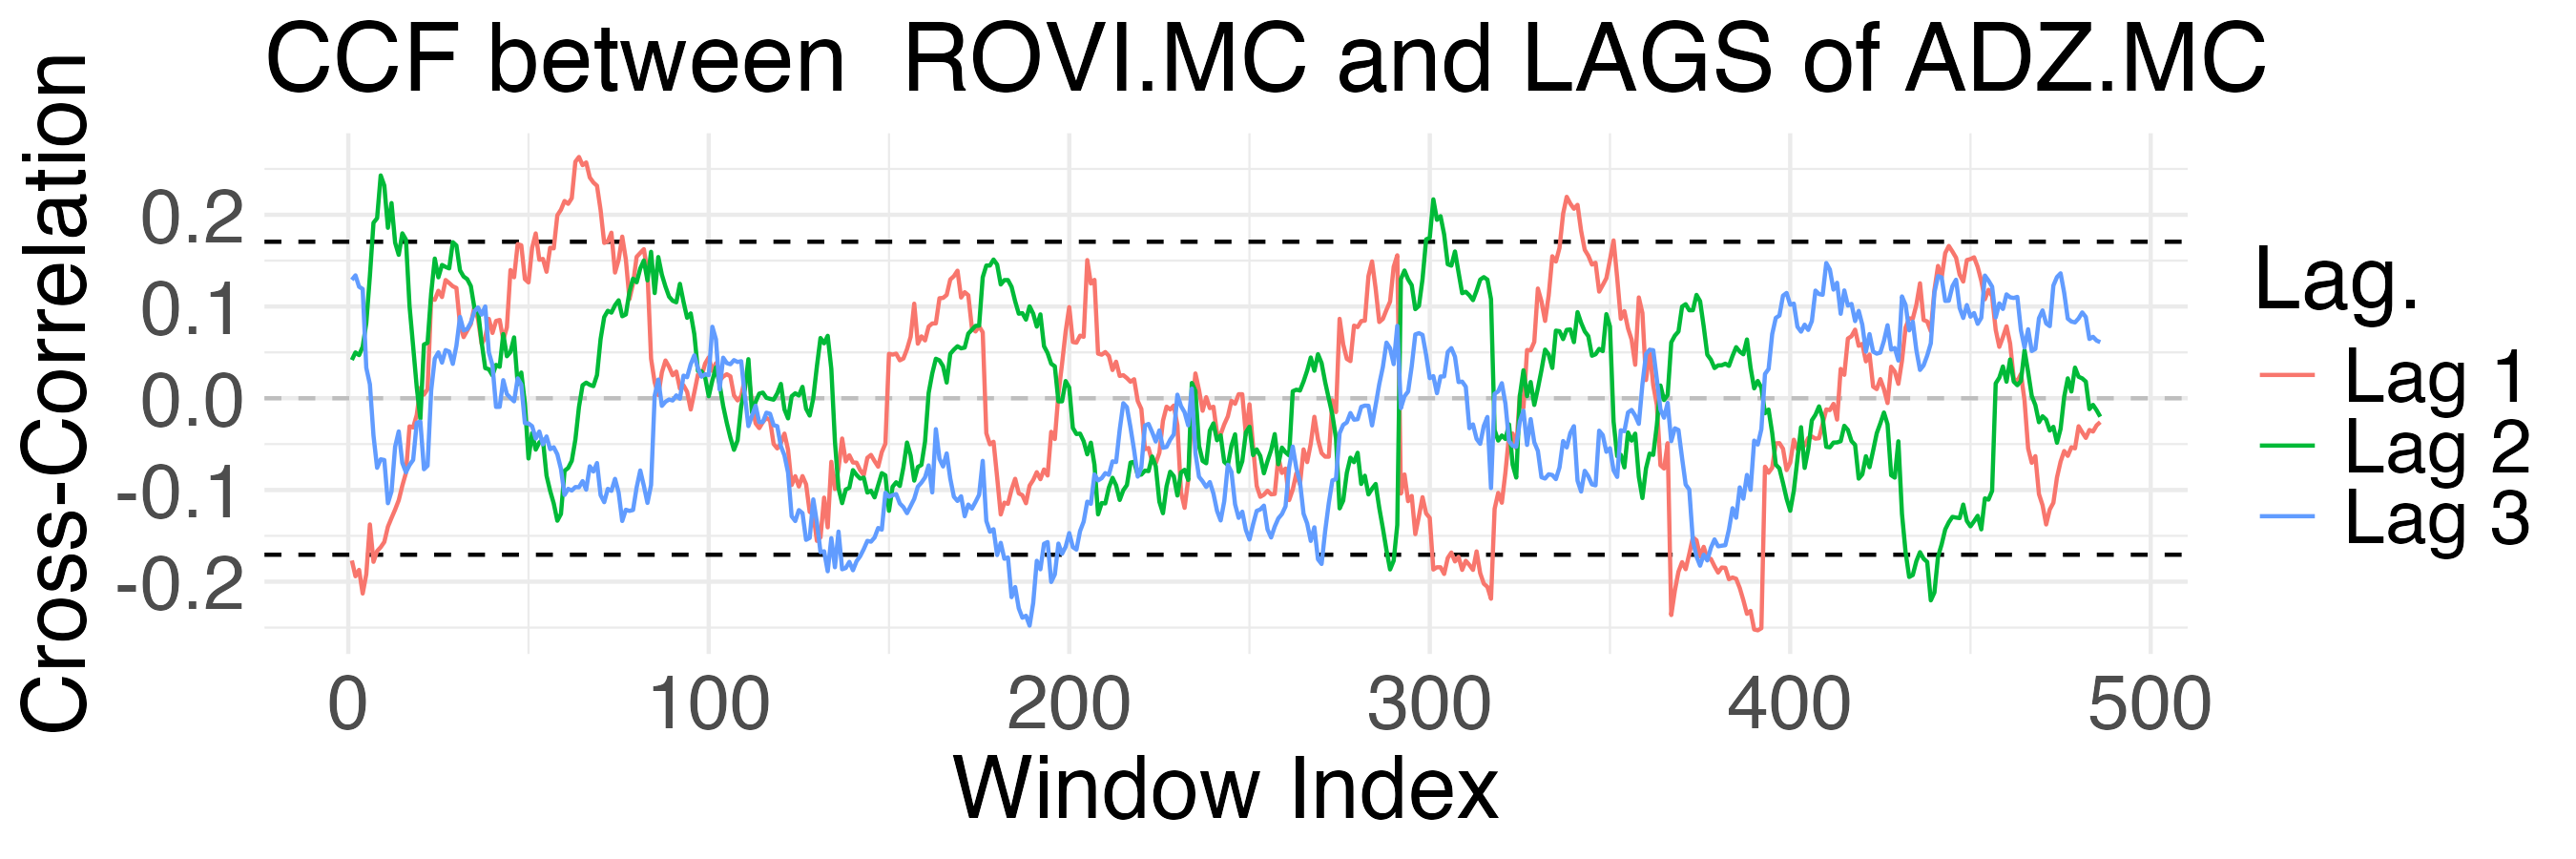 CCF between  ROVI.MC and LAGS of ADZ.MC
Cross-Correlation
0.2
0.1
0.0
-0.1
-0.2
0
100
200
300
400
500
Window Index
Lag.
Lag 1
Lag 2
Lag 3